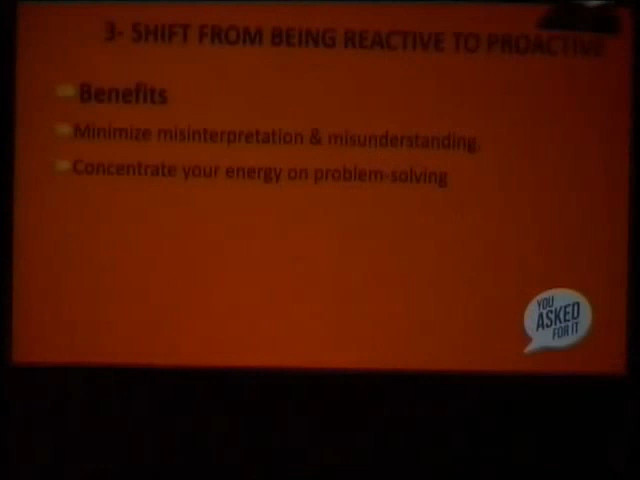 3- SHIFT FROM BEING REACTIVE TO PROACTIVE
Benefits
Minimize misinterpretation & misunderstanding.
Concentrate your energy on problem-solving
YOU
ASKED
FOR IT